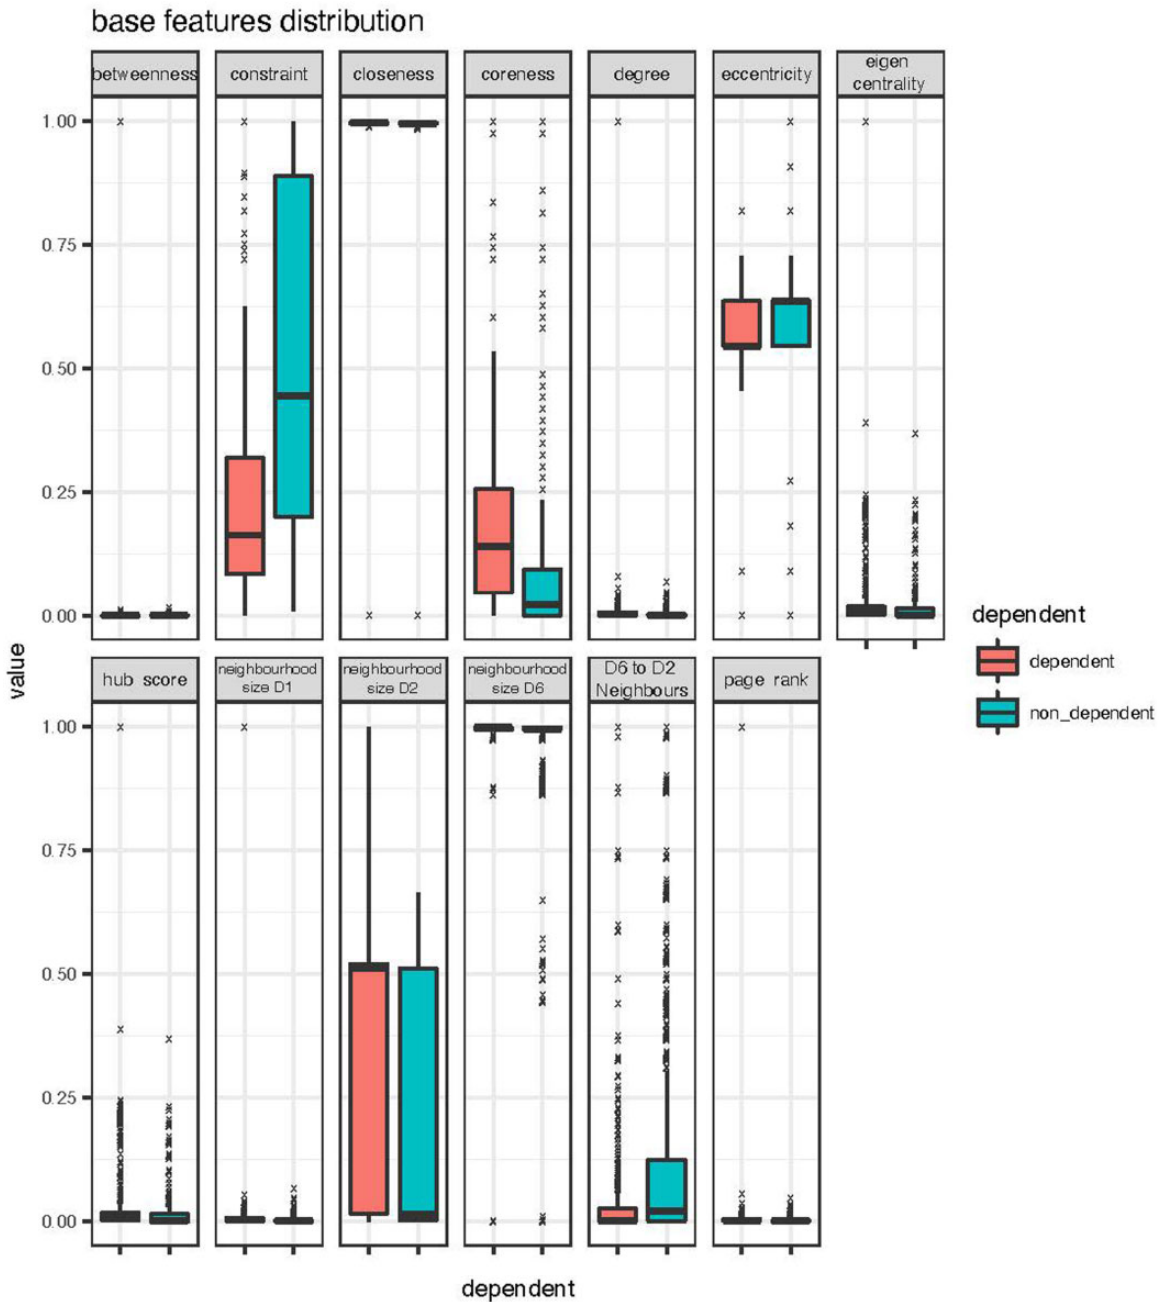 base features distribution
betweenness
constraint
closeness
coreness
degree
eccentricity
eigen
centrality
1.00
0.75
0.50
0.25
0.00
hub score
neighbourhood
size D1
neighbourhood
size D2
neighbourhood
size D6
D6 to D2
Neighbours
page rank
1.00
0.75
0.50
0.25
0.00
value
dependent
dependent
dependent
non_dependent